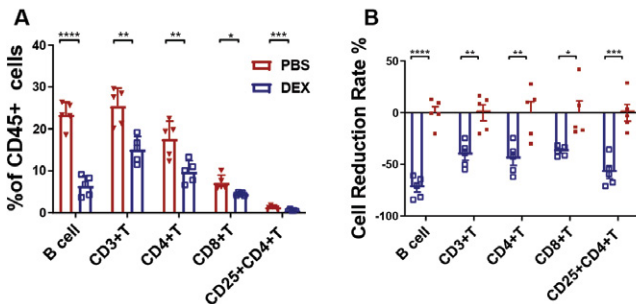 A
B
**** ** ** * ***
PBS
DEX
%of CD45+ cells
40
30
20
10
0
B cell
CD3+T
CD4+T
CD8+T
CD25+CD4+T
**** ** ** * ***
Cell Reduction Rate %
50
0
-50
-100
B cell
CD3+T
CD4+T
CD8+T
CD25+CD4+T